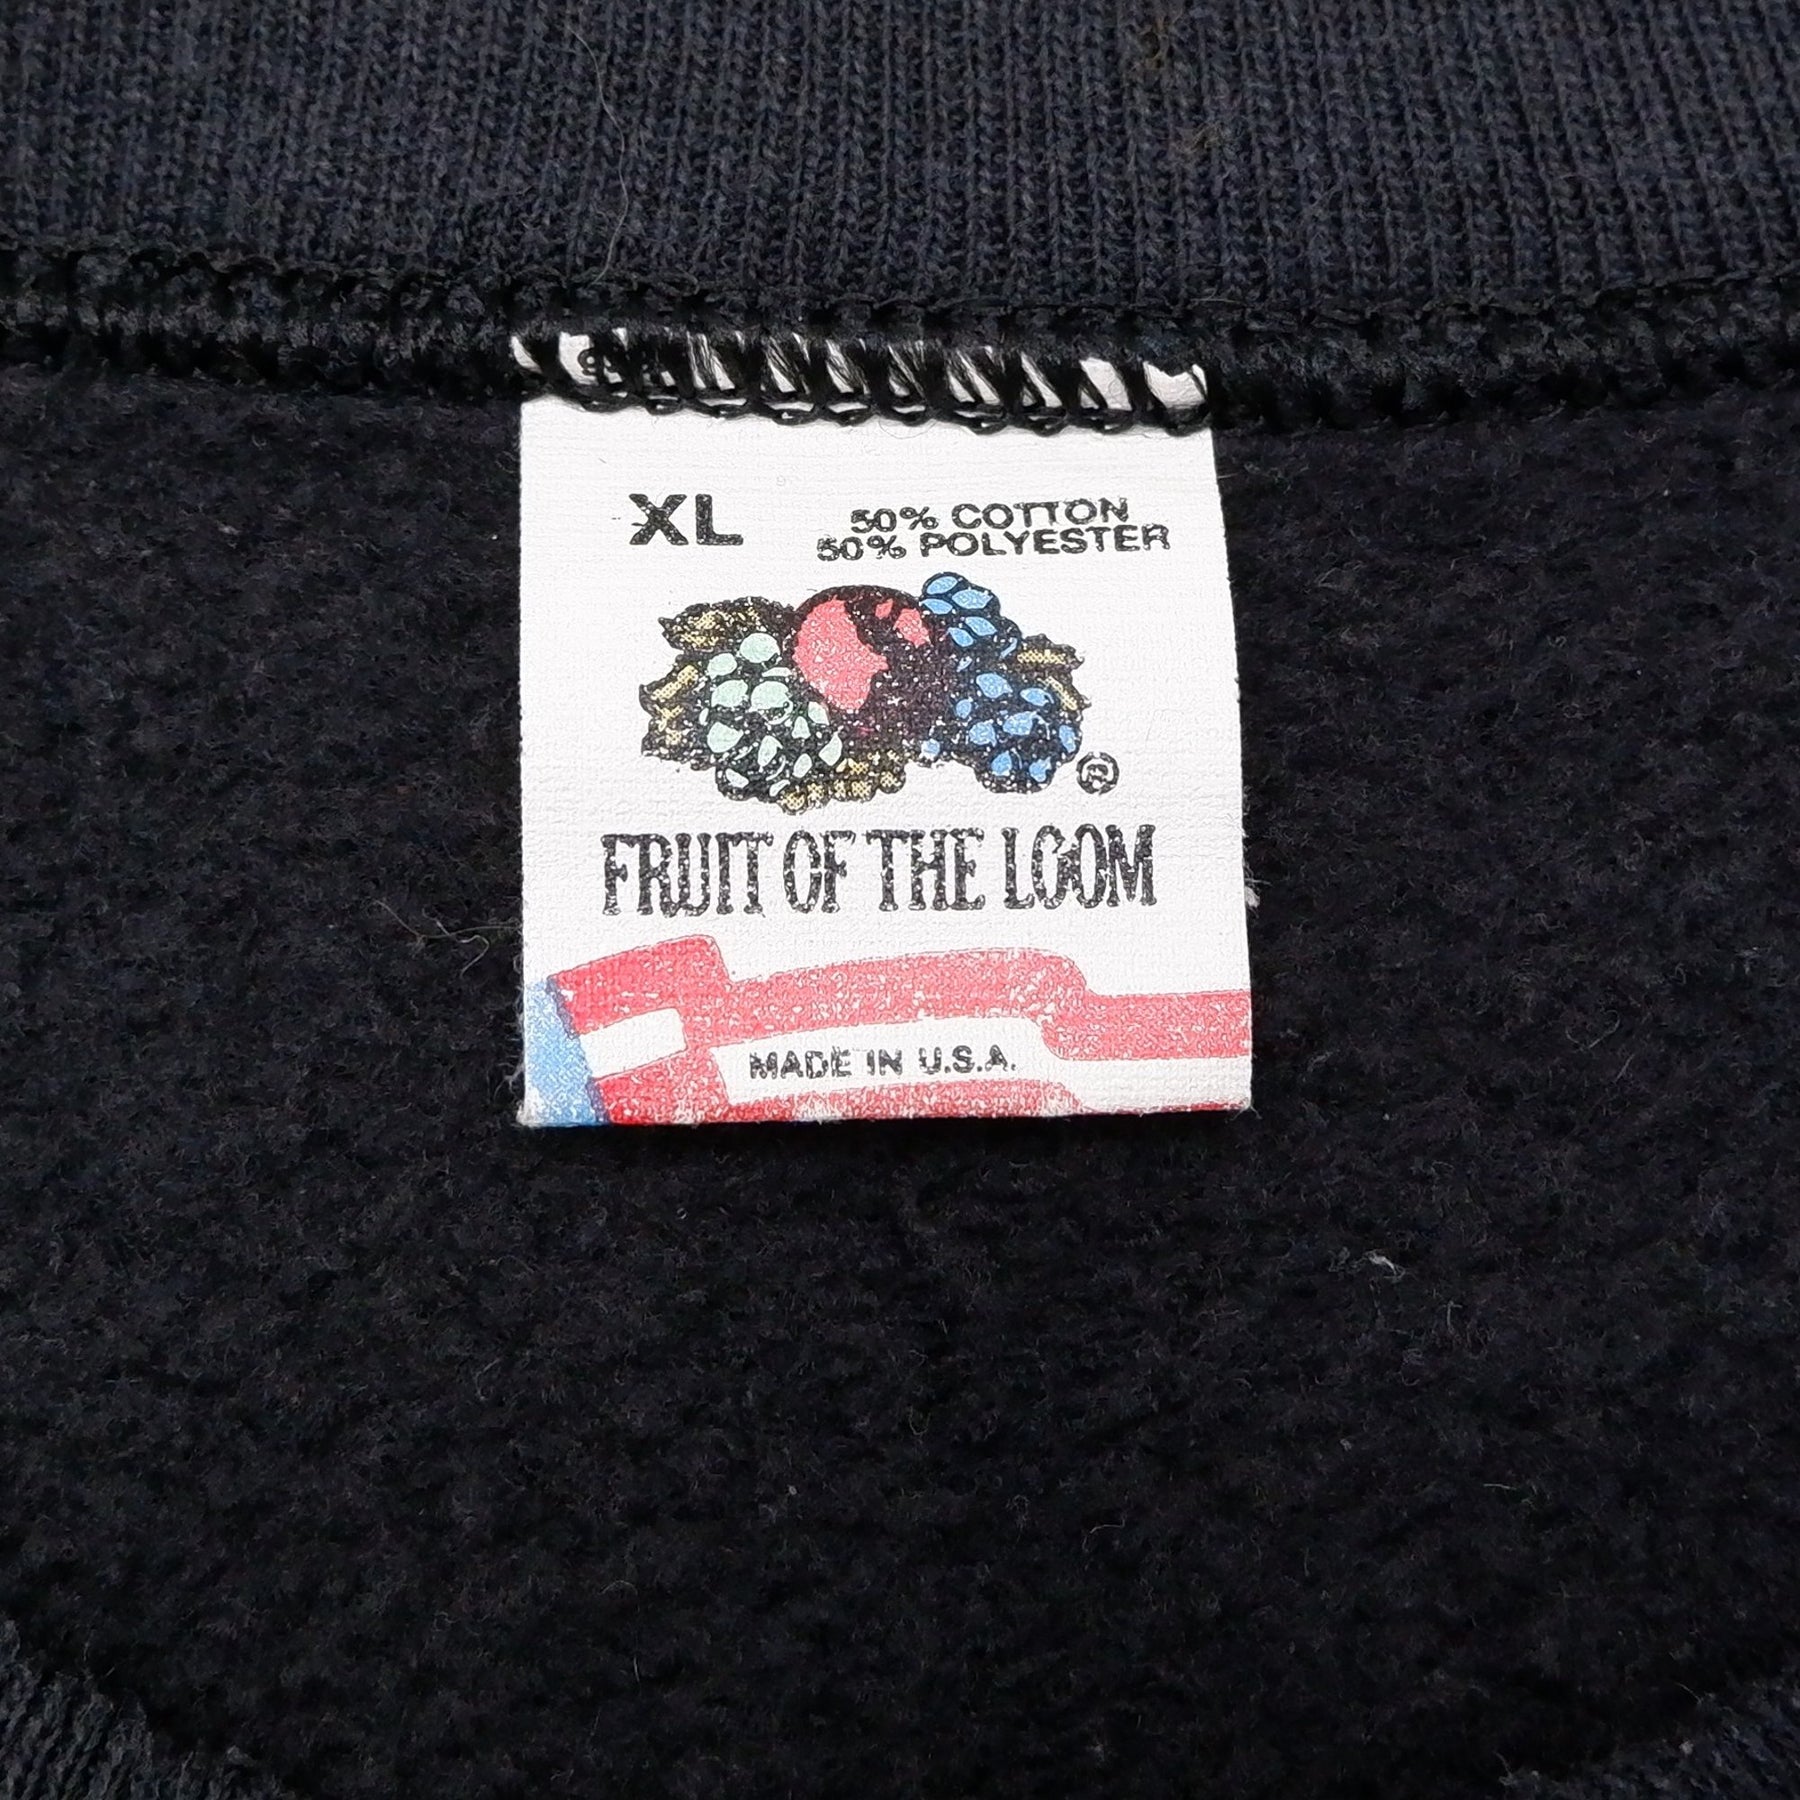 XL
50% COTTON
50% POLYESTER
®
FRUIT OF THE LOOM
MADE IN U.S.A.